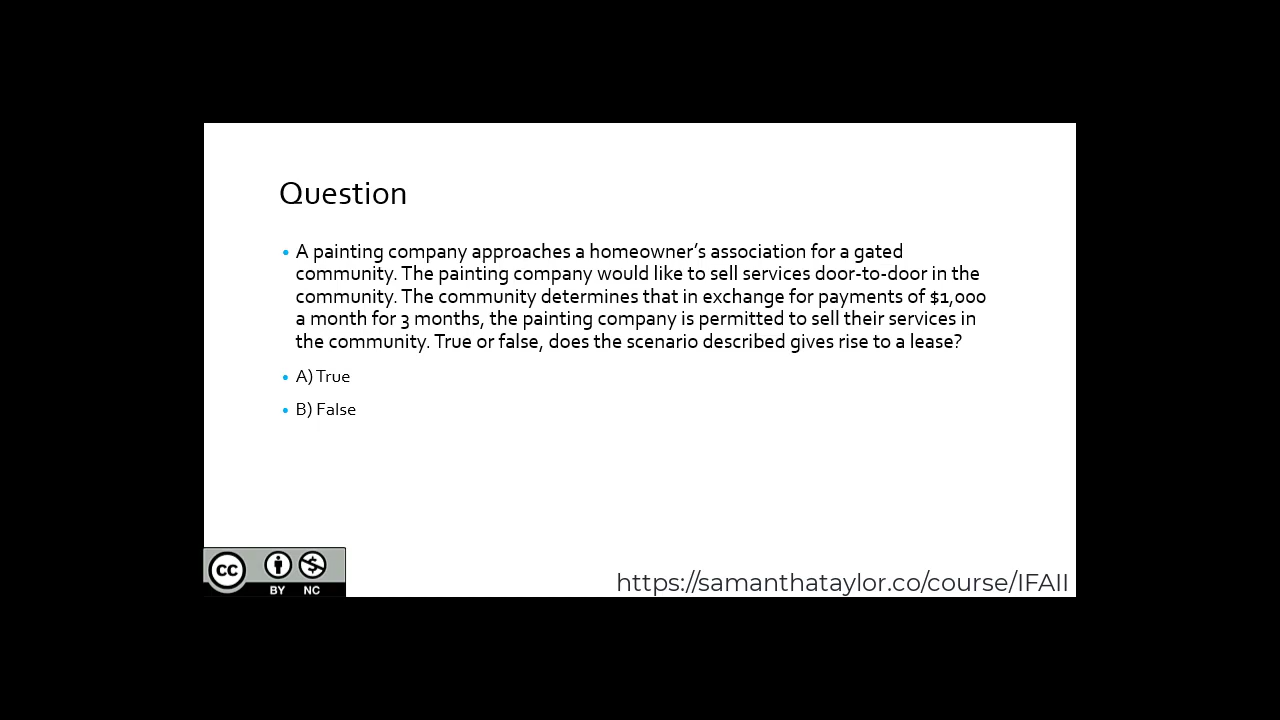 Question
• A painting company approaches a homeowner's association for a gated
community. The painting company would like to sell services door-to-door in the
community. The community determines that in exchange for payments of $1,000
a month for 3 months, the painting company is permitted to sell their services in
the community. True or false, does the scenario described gives rise to a lease?
• A) True
• B) False
cc BY NC
https://samanthataylor.co/course/IFAII